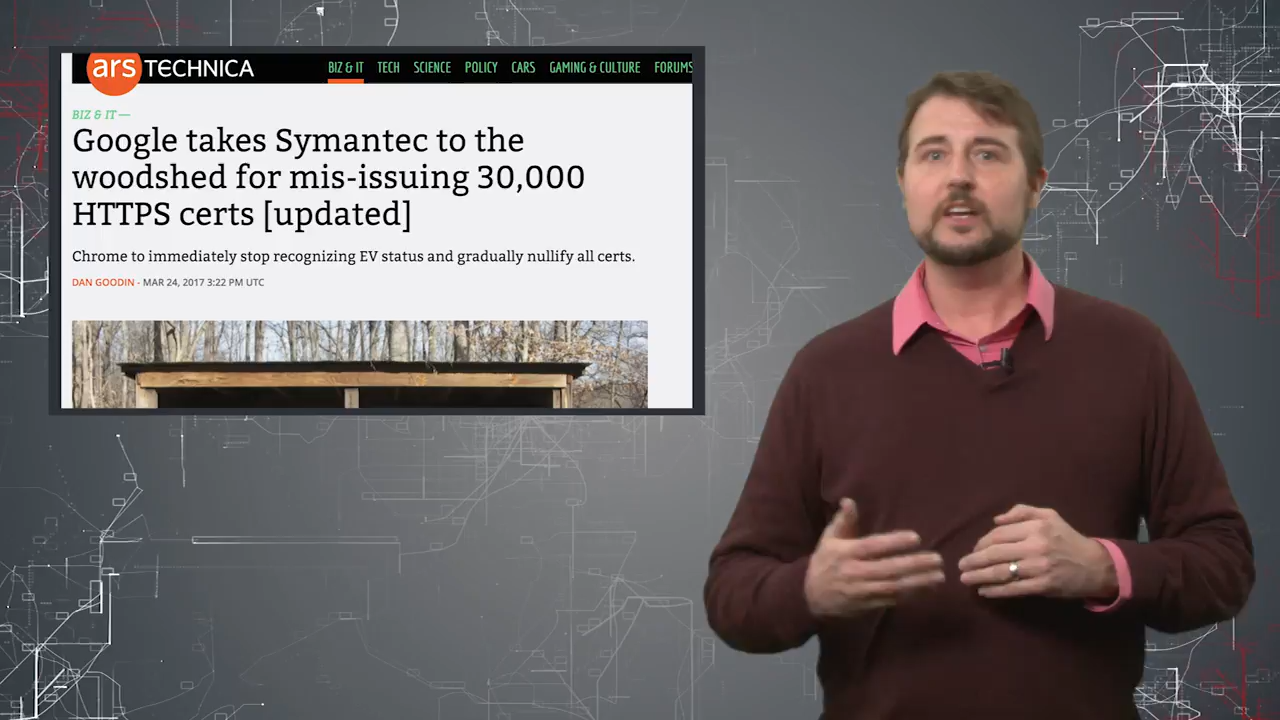 ars TECHNICA
BIZ & IT TECH SCIENCE POLICY CARS GAMING & CULTURE FORUMS
BIZ & IT —
Google takes Symantec to the
woodshed for mis-issuing 30,000
HTTPS certs [updated]
Chrome to immediately stop recognizing EV status and gradually nullify all certs.
DAN GOODIN - MAR 24, 2017 3:22 PM UTC